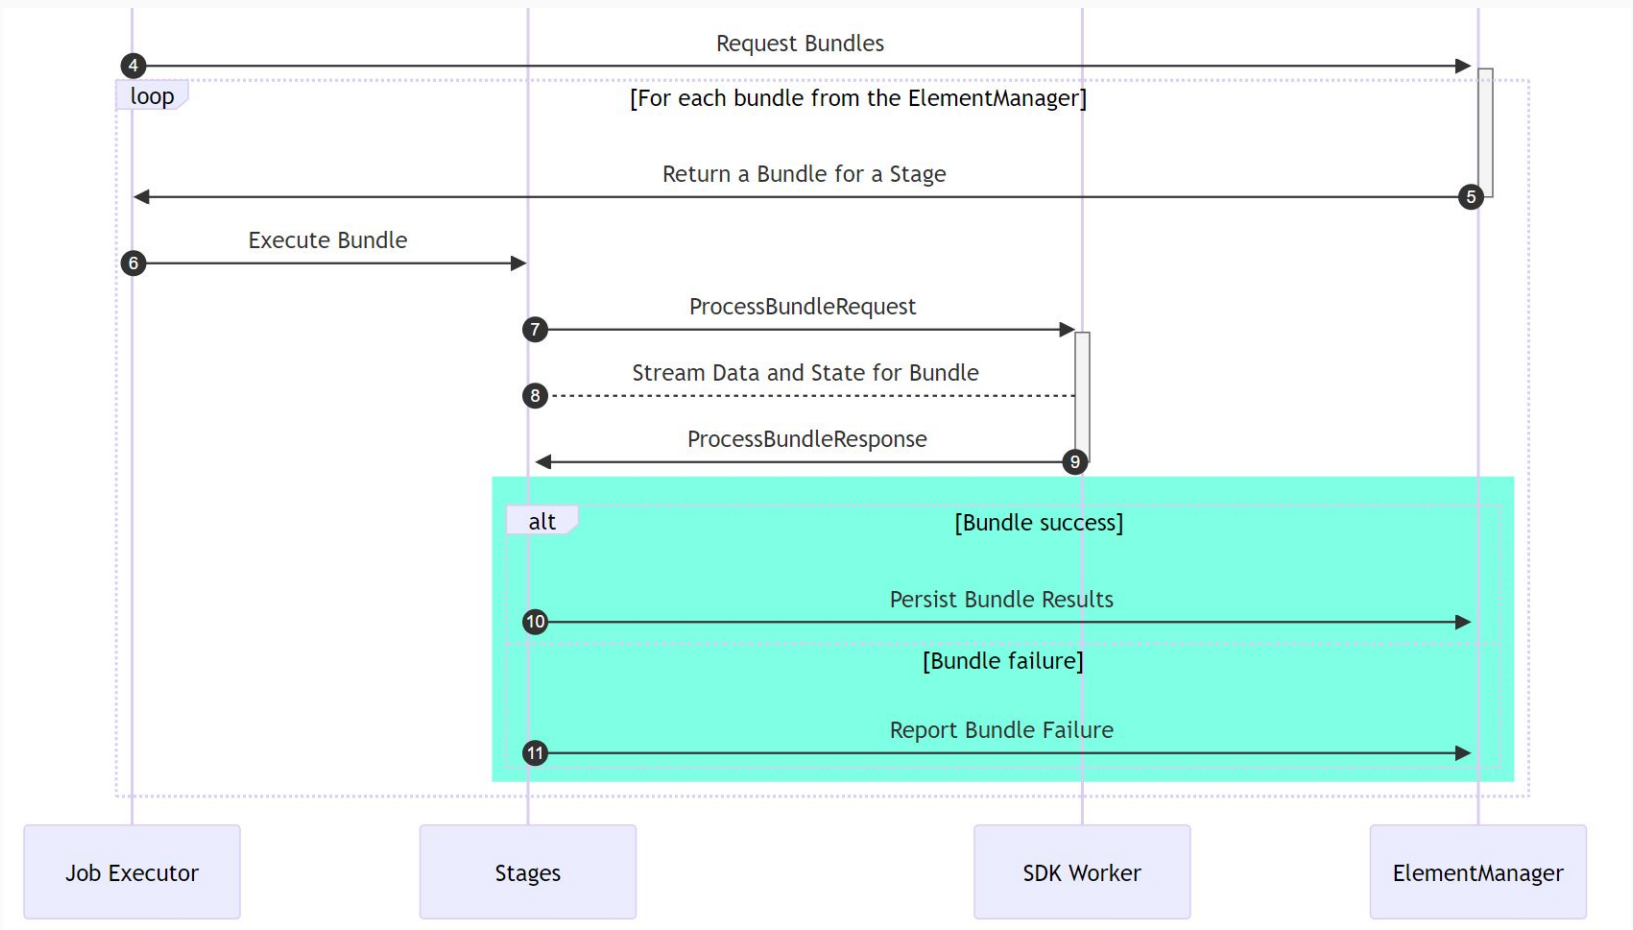 Request Bundles
4
loop
[For each bundle from the ElementManager]
Return a Bundle for a Stage
5
Execute Bundle
6
ProcessBundleRequest
7
Stream Data and State for Bundle
8
ProcessBundleResponse
9
alt
[Bundle success]
Persist Bundle Results
10
[Bundle failure]
Report Bundle Failure
11
Job Executor
Stages
SDK Worker
ElementManager